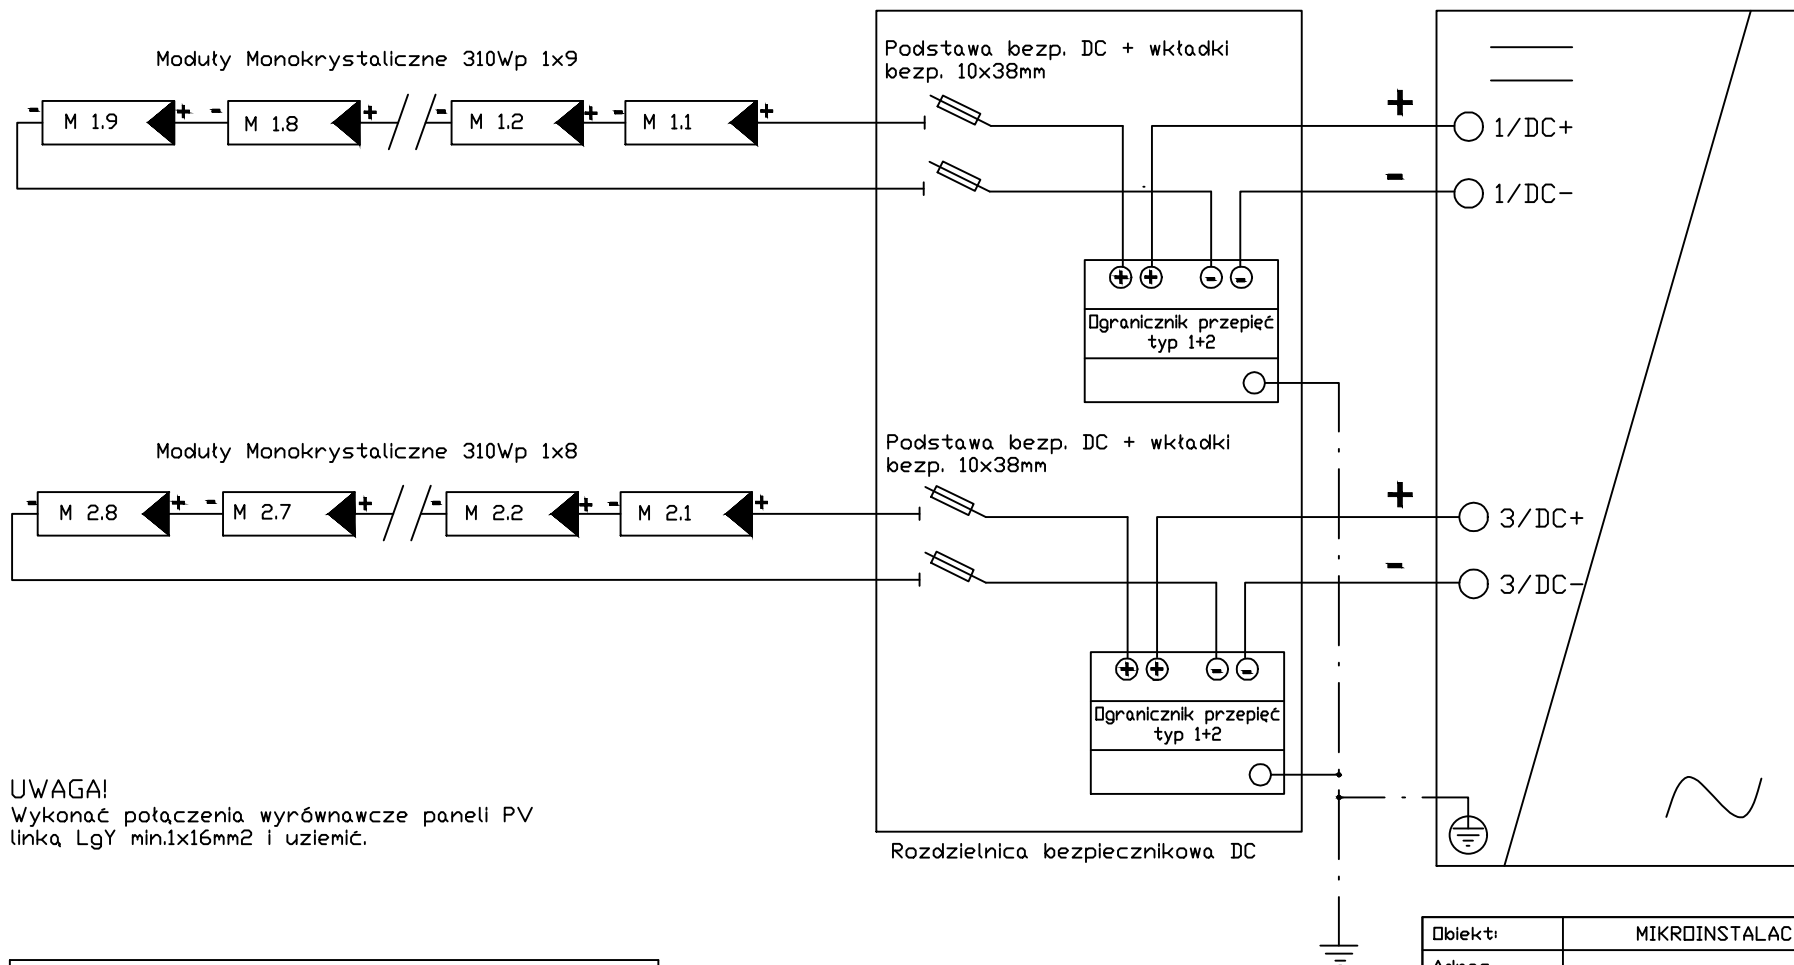 Moduły Monokrystaliczne 310Wp 1x9
- M 1.9 + - M 1.8 + - M 1.2 + - M 1.1 +
Podstawa bezp. DC + wkładki
bezp. 10x38mm
+
1/DC+
-
1/DC-
+ + - -
Ogranicznik przepięć
typ 1+2
Moduły Monokrystaliczne 310Wp 1x8
- M 2.8 + - M 2.7 + - M 2.2 + - M 2.1 +
Podstawa bezp. DC + wkładki
bezp. 10x38mm
+
3/DC+
-
3/DC-
+ + - -
Ogranicznik przepięć
typ 1+2
UWAGA!
Wykonać połączenia wyrównawcze paneli PV
linką LgY min.1x16mm2 i uziemić.
Rozdzielnica bezpiecznikowa DC
Obiekt: MIKROINSTALAC